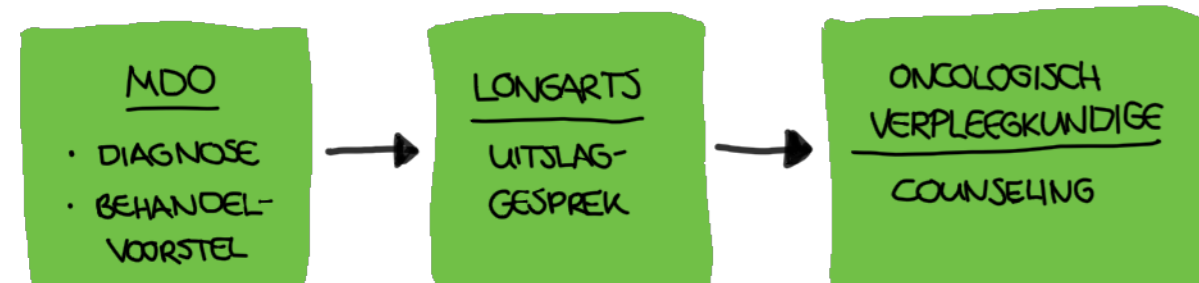 MDO
• DIAGNOSE
• BEHANDEL-
VOORSTEL
LONGARTS
UITSLAG-
GESPREK
ONCOLOGISCH
VERPLEEGKUNDIGE
COUNSELING